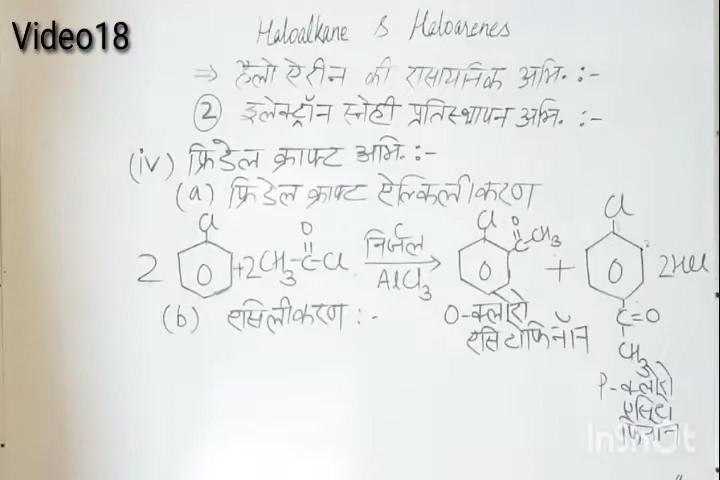 Video18
Haloalkane & Haloarenes
⇒ हैलो ऐरीन की रासायनिक अभि. :-
② इलेक्ट्रॉन स्नेही प्रतिस्थापन अभि. :-
(iv) फ्रिडेल क्राफ्ट अभि. :-
(a) फ्रिडेल क्राफ्ट ऐल्किलीकरण
Cl
2 + 2CH3-C-Cl
O
निर्जल
AlCl3
Cl
O
C-CH3
+
Cl
C=O
CH3
2HCl
(b) एसिलीकरण :-
O-क्लोरो
एसिटोफिनॉन
P-क्लोरो
एसिटो
फिनॉन
InShOt